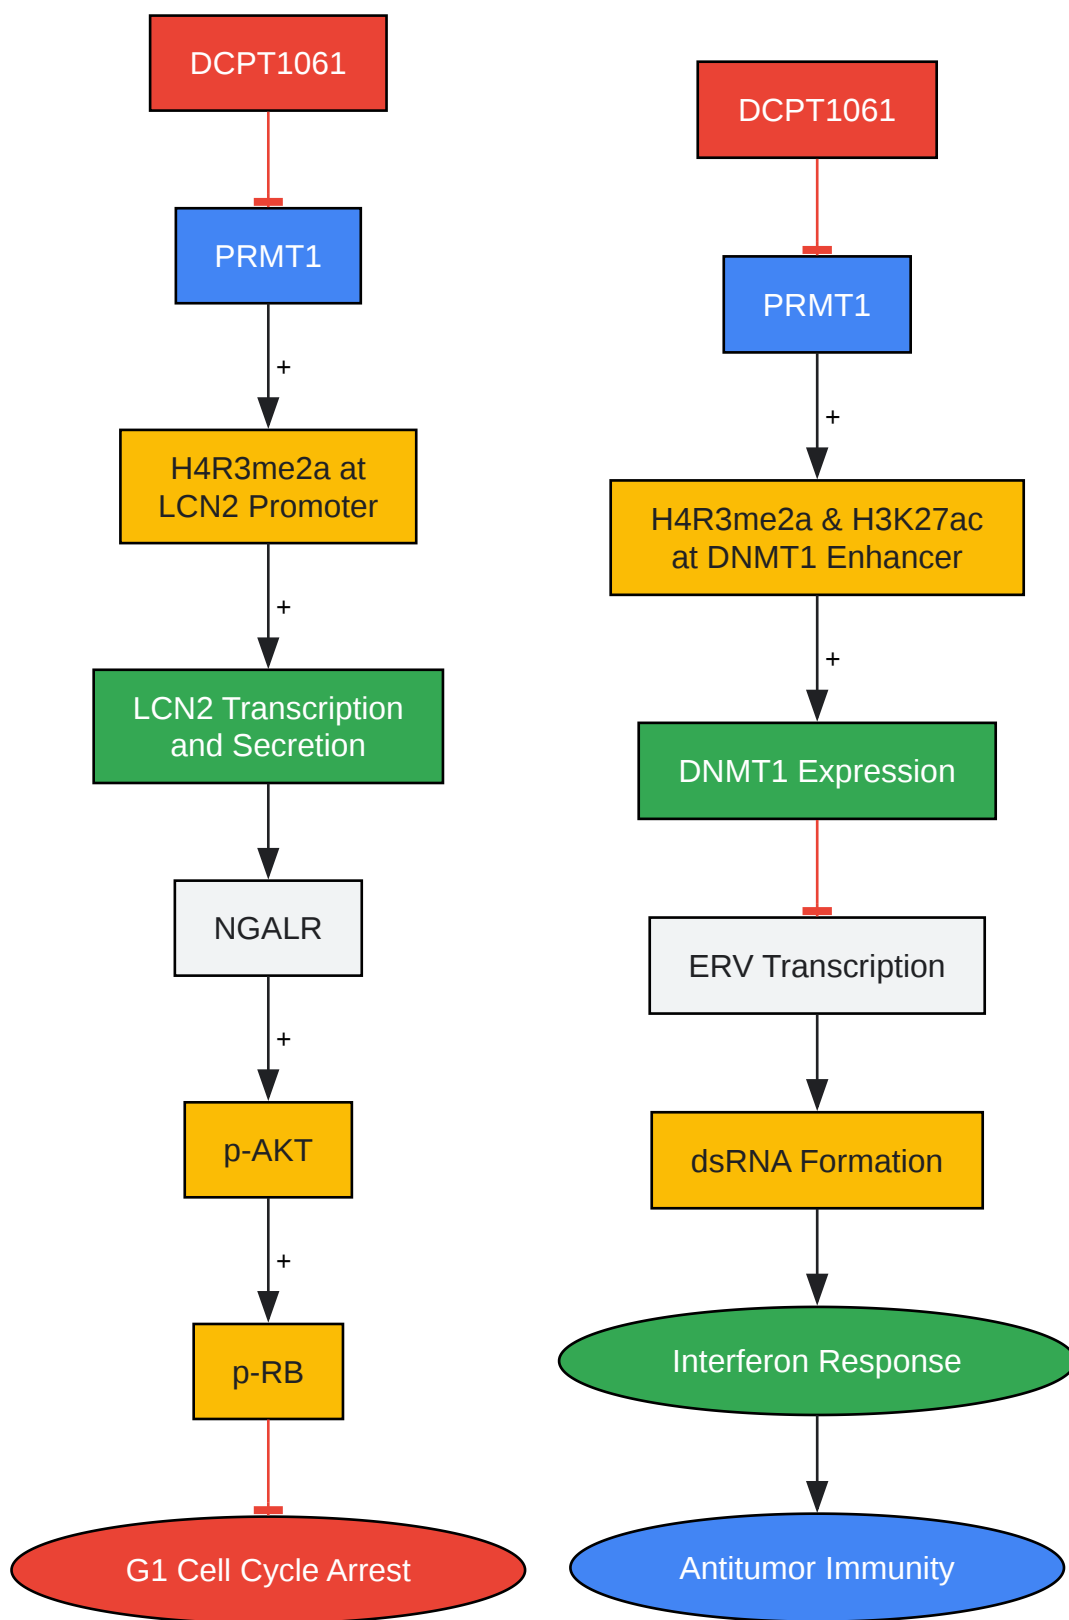 DCPT1061
PRMT1
+
H4R3me2a at
LCN2 Promoter
+
LCN2 Transcription
and Secretion
NGALR
+
p-AKT
+
p-RB
G1 Cell Cycle Arrest
DCPT1061
PRMT1
+
H4R3me2a & H3K27ac
at DNMT1 Enhancer
+
DNMT1 Expression
ERV Transcription
dsRNA Formation
Interferon Response
Antitumor Immunity